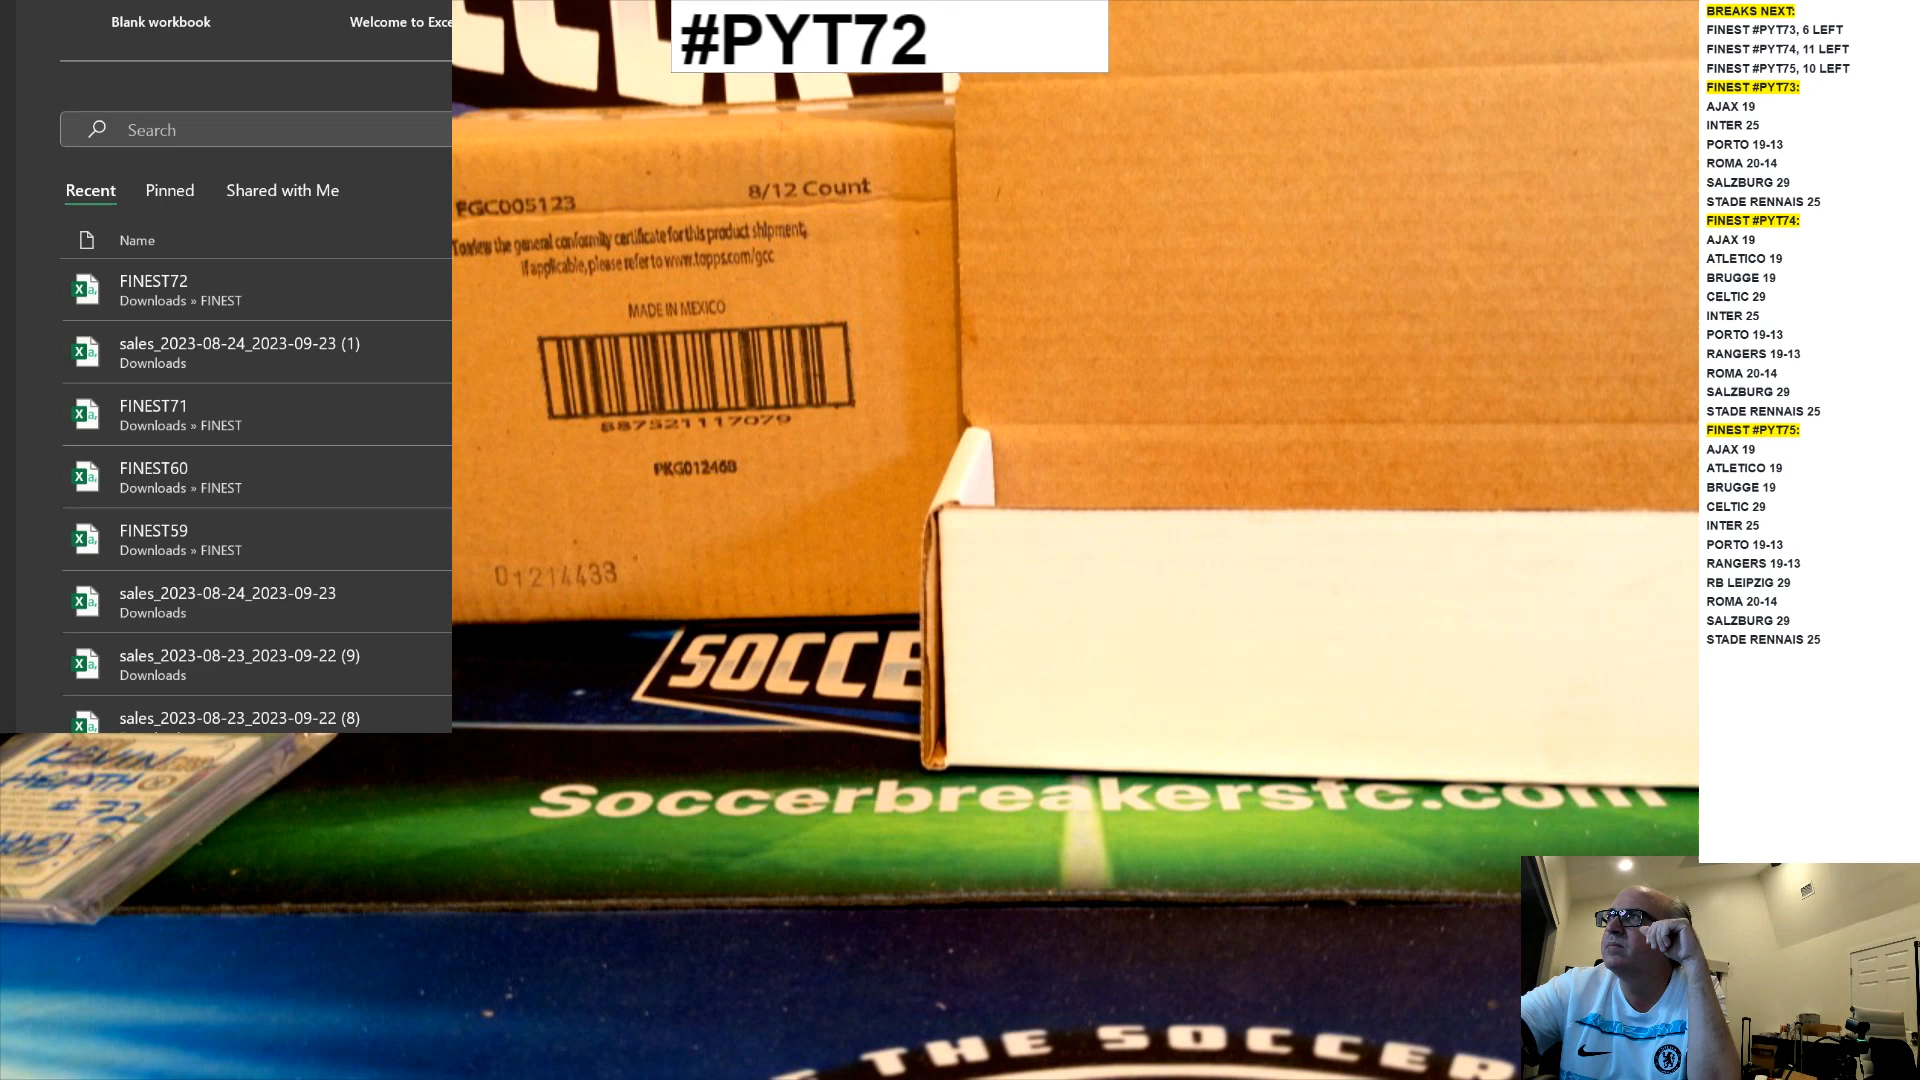 Blank workbook
Welcome to Exce
Search
Recent Pinned Shared with Me
Name
FINEST72
Downloads » FINEST
sales_2023-08-24_2023-09-23 (1)
Downloads
FINEST71
Downloads » FINEST
FINEST60
Downloads » FINEST
FINEST59
Downloads » FINEST
sales_2023-08-24_2023-09-23
Downloads
sales_2023-08-23_2023-09-22 (9)
Downloads
sales_2023-08-23_2023-09-22 (8)
#PYT72
FGC005123
8/12 Count
To view the general conformity certificate for this product shipment,
if applicable, please refer to www.topps.com/gcc
MADE IN MEXICO
887521117079
PKG012468
01214433
SOCCE
Soccerbreakersfc.com
KEVIN
HEATH
# 72
THE SOCCER
BREAKS NEXT:
FINEST #PYT73, 6 LEFT
FINEST #PYT74, 11 LEFT
FINEST #PYT75, 10 LEFT
FINEST #PYT73:
AJAX 19
INTER 25
PORTO 19-13
ROMA 20-14
SALZBURG 29
STADE RENNAIS 25
FINEST #PYT74:
AJAX 19
ATLETICO 19
BRUGGE 19
CELTIC 29
INTER 25
PORTO 19-13
RANGERS 19-13
ROMA 20-14
SALZBURG 29
STADE RENNAIS 25
FINEST #PYT75:
AJAX 19
ATLETICO 19
BRUGGE 19
CELTIC 29
INTER 25
PORTO 19-13
RANGERS 19-13
RB LEIPZIG 29
ROMA 20-14
SALZBURG 29
STADE RENNAIS 25